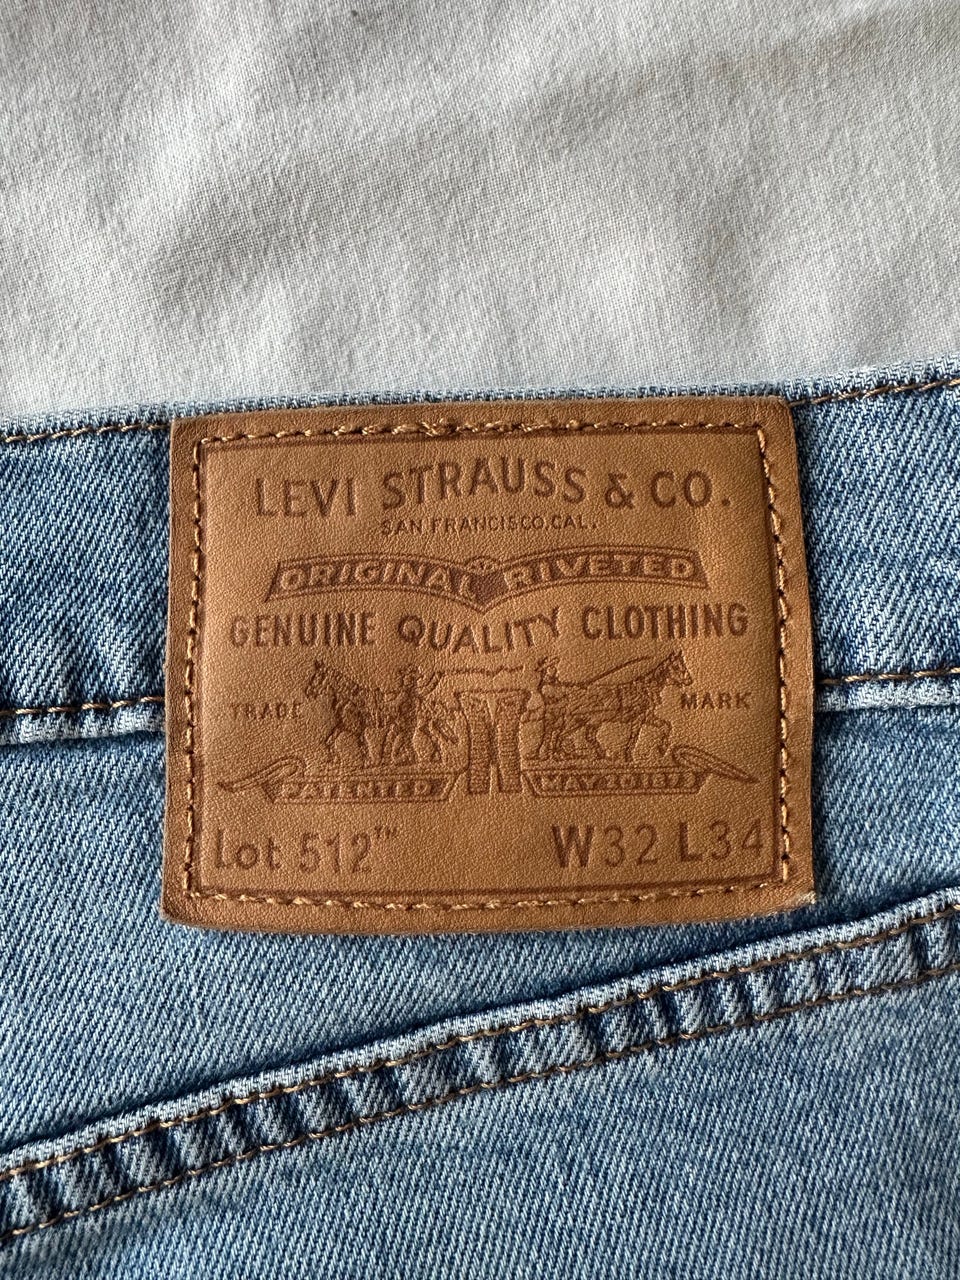 LEVI STRAUSS & CO.
SAN FRANCISCO, CAL.
ORIGINAL RIVETED
GENUINE QUALITY CLOTHING
TRADE MARK
PATENTED MAY 20 1873
Lot 512™ W32 L34